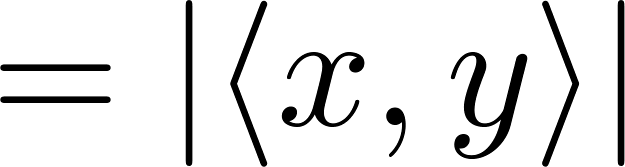 = |⟨x, y⟩|